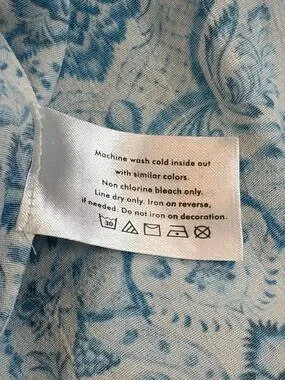 Machine wash cold inside out
with similar colors.
Non chlorine bleach only.
Line dry only. Iron on reverse,
if needed. Do not iron on decoration.
30